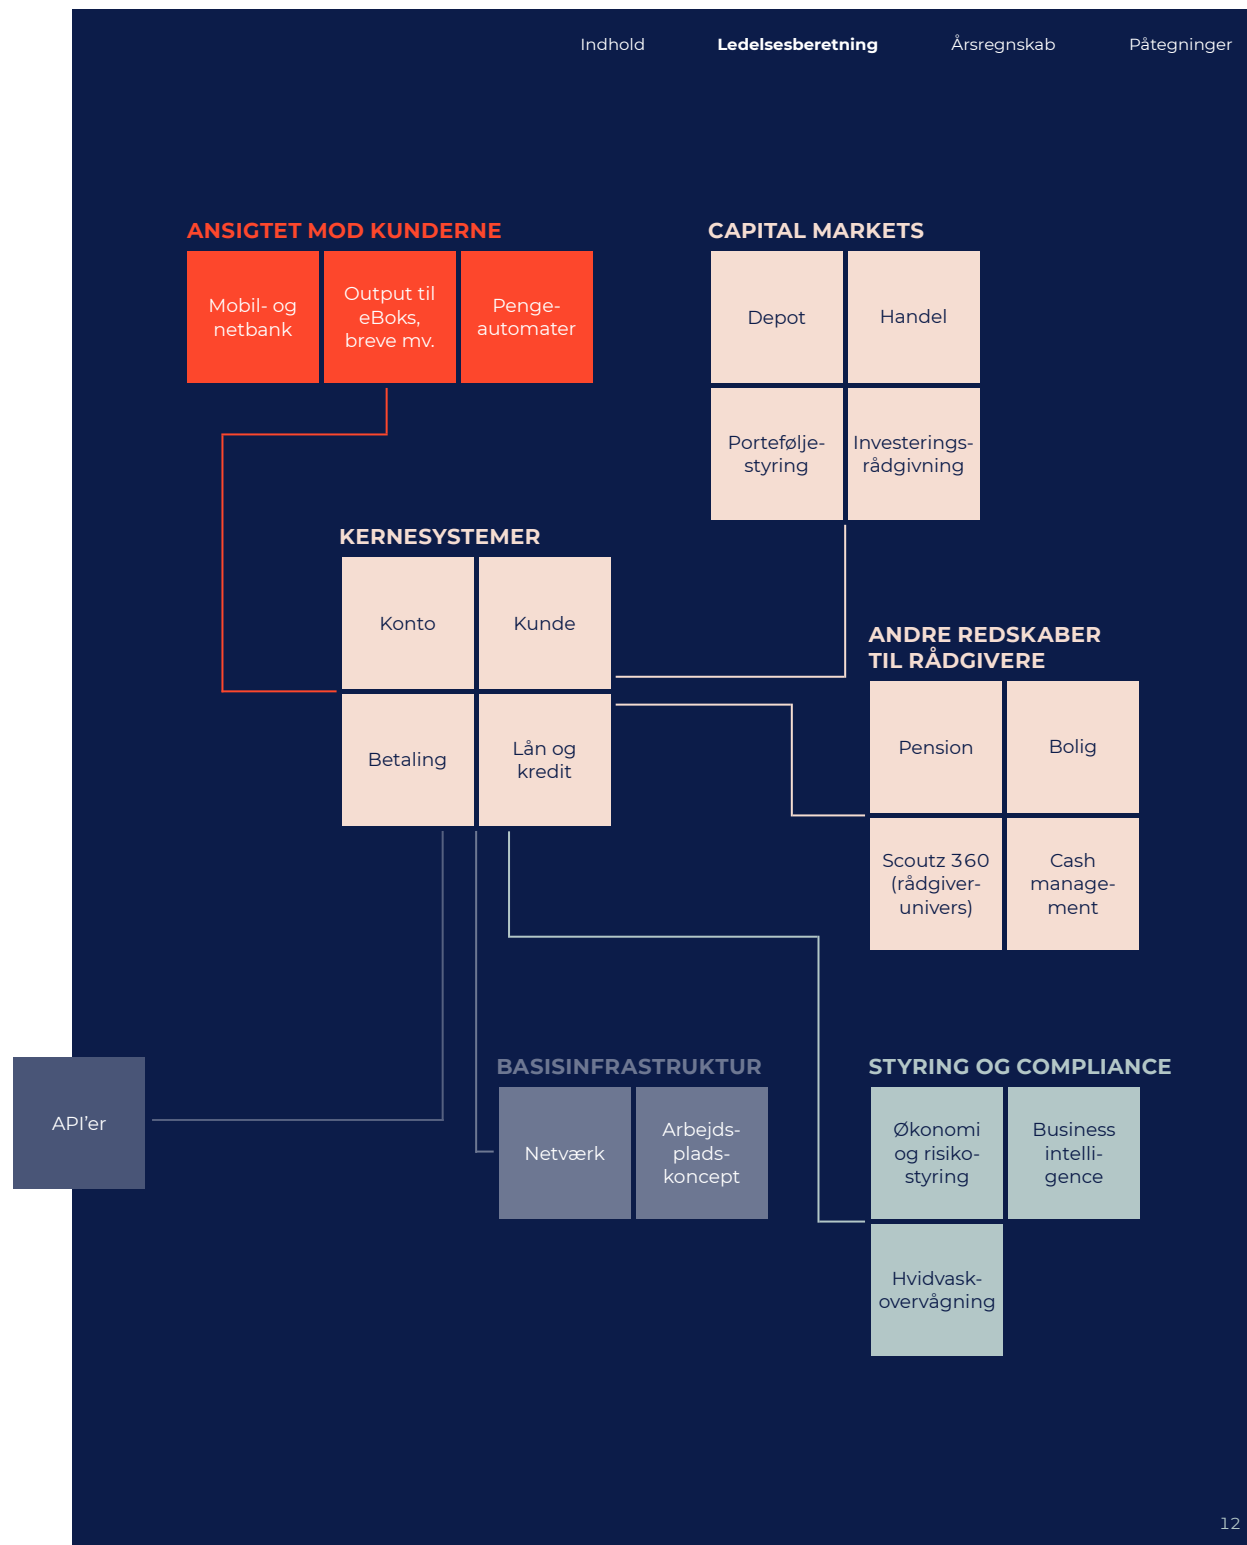 Indhold Ledelsesberetning Årsregnskab Påtegninger
ANSIGTET MOD KUNDERNE
Mobil- og
netbank
Output til
eBoks,
breve mv.
Penge-
automater
CAPITAL MARKETS
Depot
Handel
Portefølje-
styring
Investerings-
rådgivning
KERNESYSTEMER
Konto
Kunde
Betaling
Lån og
kredit
ANDRE REDSKABER
TIL RÅDGIVERE
Pension
Bolig
Scoutz 360
(rådgiver-
univers)
Cash
manage-
ment
API’er
BASISINFRASTRUKTUR
Netværk
Arbejds-
plads-
koncept
STYRING OG COMPLIANCE
Økonomi
og risiko-
styring
Business
intelli-
gence
Hvidvask-
overvågning
12